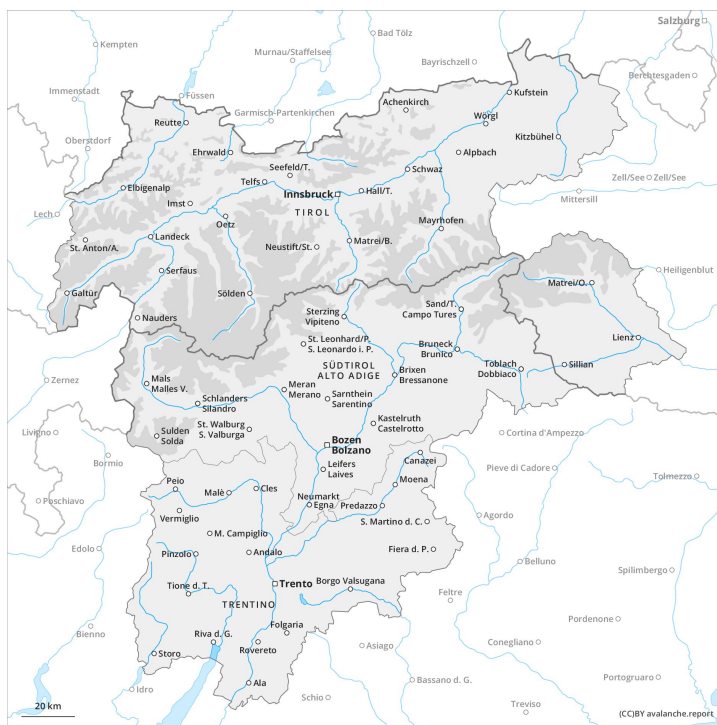 Salzburg
Kempten
Bad Tölz
Murnau/Staffelsee
Bayrischzell
Berchtesgaden
Immenstadt
Füssen
Garmisch-Partenkirchen
Achenkirch
Kufstein
Reutte
Wörgl
Oberstdorf
Ehrwald
Kitzbühel
Alpbach
Seefeld/T.
Schwaz
Telfs
Zell/See
Zell/See
Elbigenalp
Innsbruck
Hall/T.
Mittersill
Imst
TIROL
Lech
Oetz
Mayrhofen
St. Anton/A.
Landeck
Neustift/St.
Matrei/B.
Serfaus
Heiligenblut
Matrei/O.
Galtür
Sölden
Sand/T.
Campo Tures
Nauders
Sterzing
Vipiteno
St. Leonhard/P.
S. Leonardo i. P.
Lienz
Bruneck
Brunico
SÜDTIROL
ALTO ADIGE
Toblach
Dobbiaco
Sillian
Brixen
Bressanone
Zernez
Mals
Malles V.
Meran
Merano
Sarnthein
Sarentino
Schlanders
Silandro
St. Walburg
S. Valburga
Kastelruth
Castelrotto
Livigno
Sulden
Solda
Bozen
Bolzano
Cortina d'Ampezzo
Bormio
Canazei
Pieve di Cadore
Leifers
Laives
Tolmezzo
Peio
Malè
Cles
Moena
Poschiavo
Neumarkt
Egna
Predazzo
Vermiglio
Agordo
S. Martino d. C.
M. Campiglio
Edolo
Pinzolo
Andalo
Fiera d. P.
Belluno
Spilimbergo
Tione d. T.
Trento
Borgo Valsugana
Feltre
TRENTINO
Pordenone
Bienno
Folgaria
Riva d. G.
Rovereto
Asiago
Conegliano
Storo
Portogruaro
Bassano d. G.
Ala
Idro
Schio
Treviso
20 km
(CC)BY avalanche.report